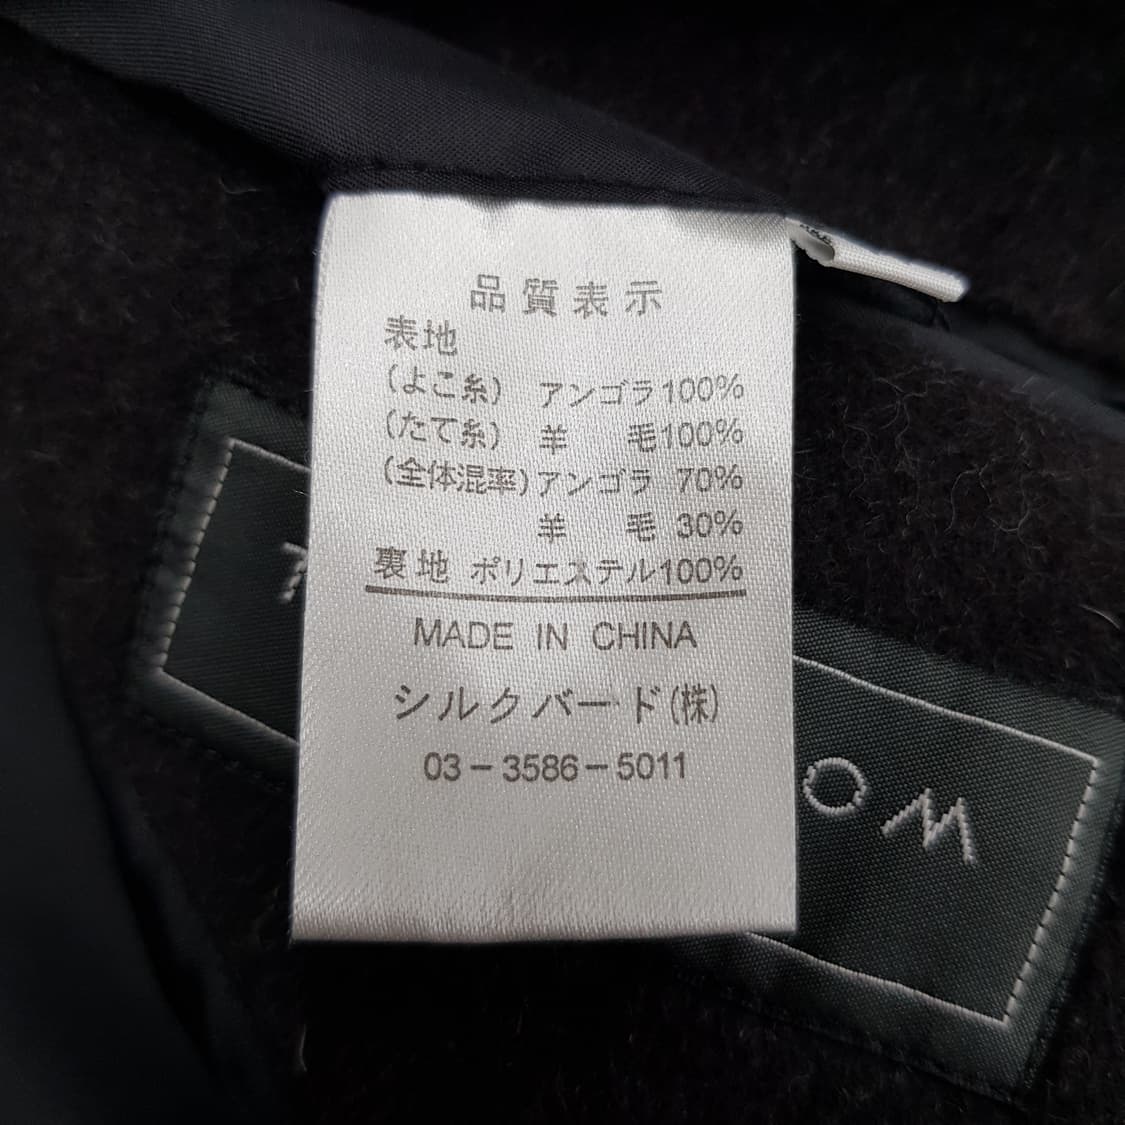 品質表示
表地
(よこ糸) アンゴラ100%
(たて糸) 羊 毛100%
(全体混率)アンゴラ 70%
羊 毛 30%
裏地 ポリエステル100%
MADE IN CHINA
シルクバード(株)
03-3586-5011